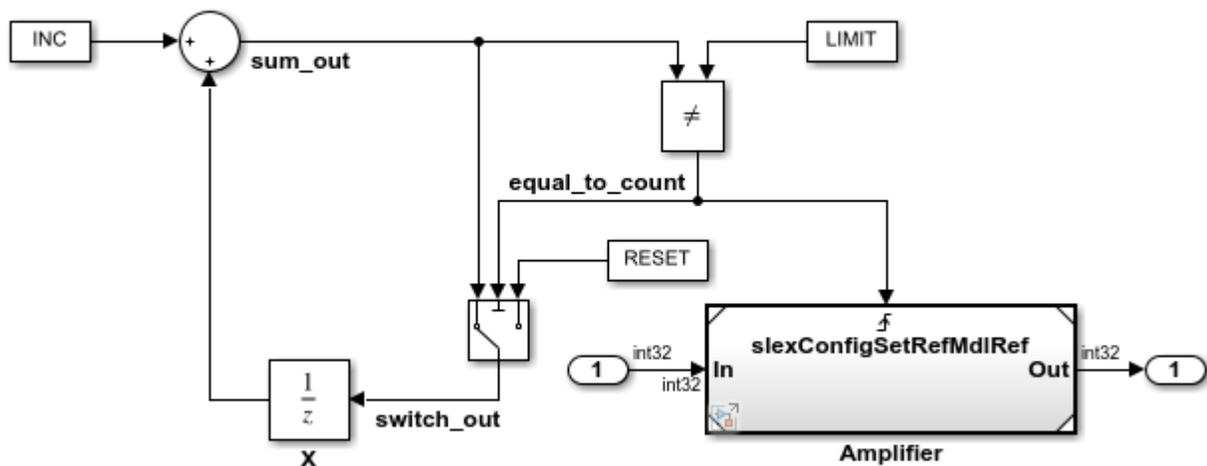 INC
+
+
sum_out
LIMIT
≠
equal_to_count
RESET
slexConfigSetRefMdlRef
1
int32
int32
In
Out
int32
1
1
z
switch_out
X
Amplifier